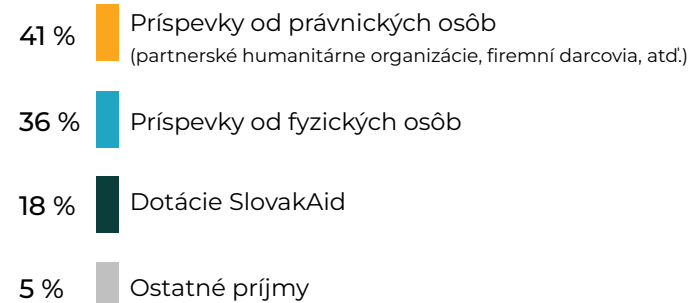 41 % Príspevky od právnických osôb
(partnerské humanitárne organizácie, firemní darcovia, atď.)
36 % Príspevky od fyzických osôb
18 % Dotácie SlovakAid
5 % Ostatné príjmy